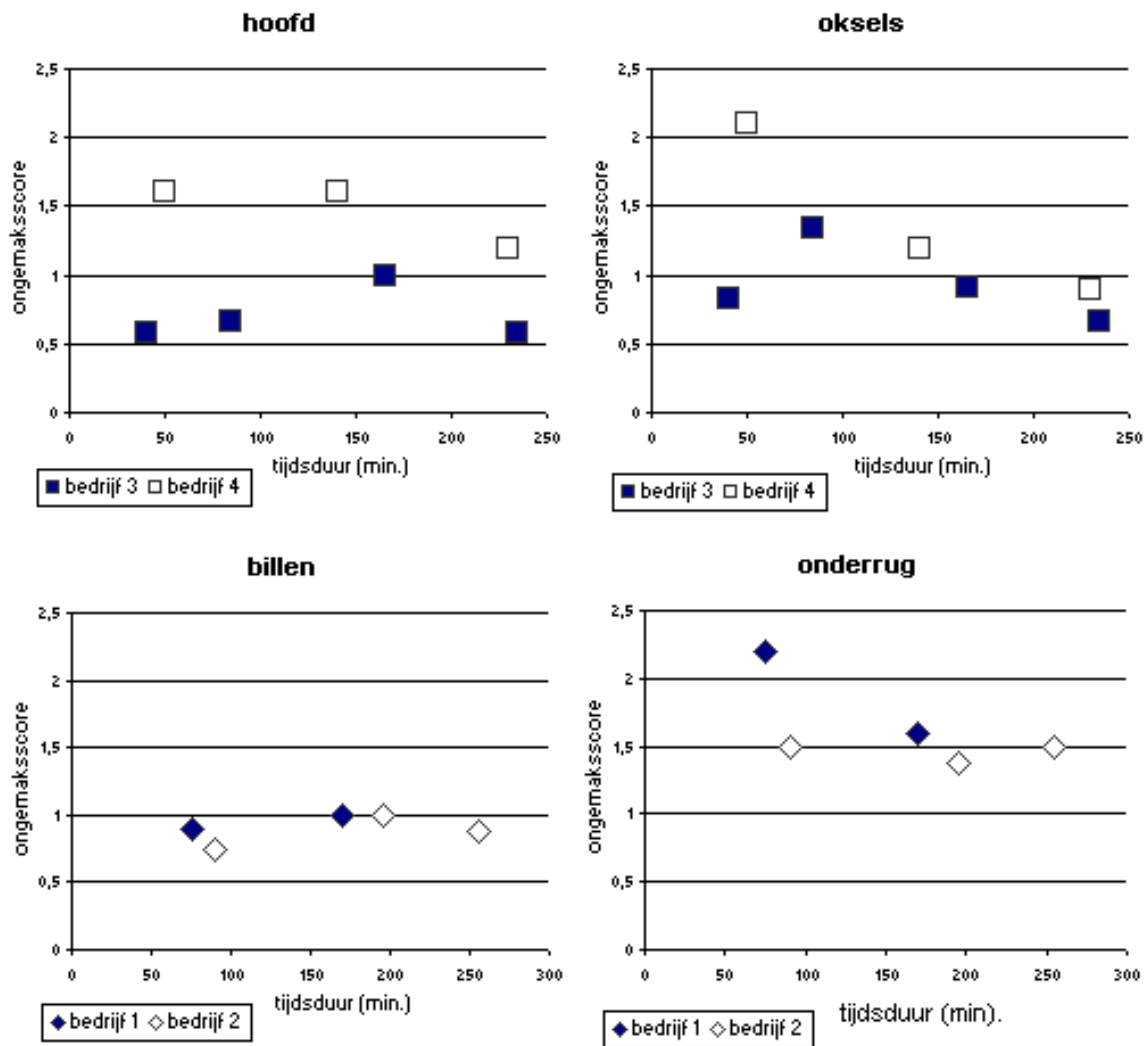 hoofd
2,5
2
1,5
1
0,5
0
ongemaksscore
0 50 100 150 200 250
tijdsduur (min.)
bedrijf 3 bedrijf 4
oksels
2,5
2
1,5
1
0,5
0
ongemaksscore
0 50 100 150 200 250
tijdsduur (min.)
bedrijf 3 bedrijf 4
billen
2,5
2
1,5
1
0,5
0
ongemaksscore
0 50 100 150 200 250 300
tijdsduur (min.)
bedrijf 1 bedrijf 2
onderrug
2,5
2
1,5
1
0,5
0
ongemaksscore
0 50 100 150 200 250 300
tijdsduur (min).
bedrijf 1 bedrijf 2